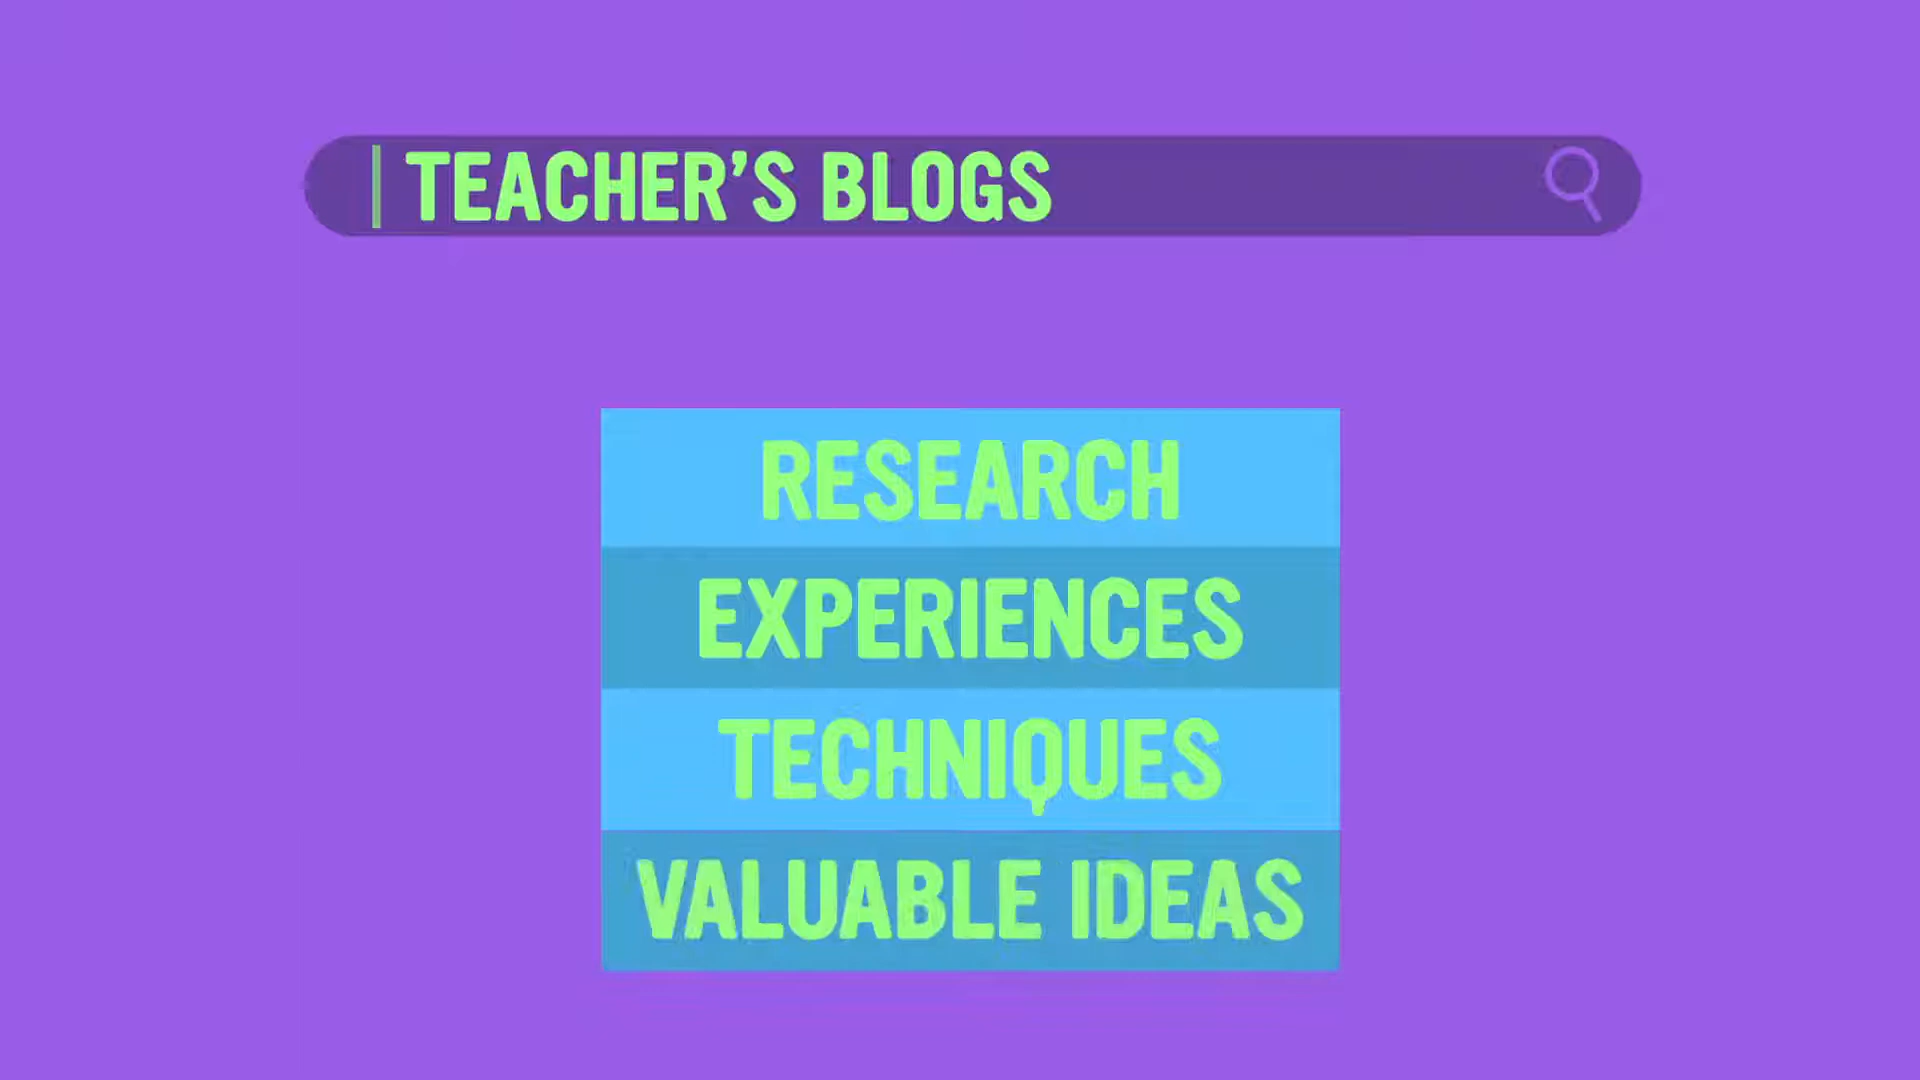 TEACHER’S BLOGS
RESEARCH
EXPERIENCES
TECHNIQUES
VALUABLE IDEAS